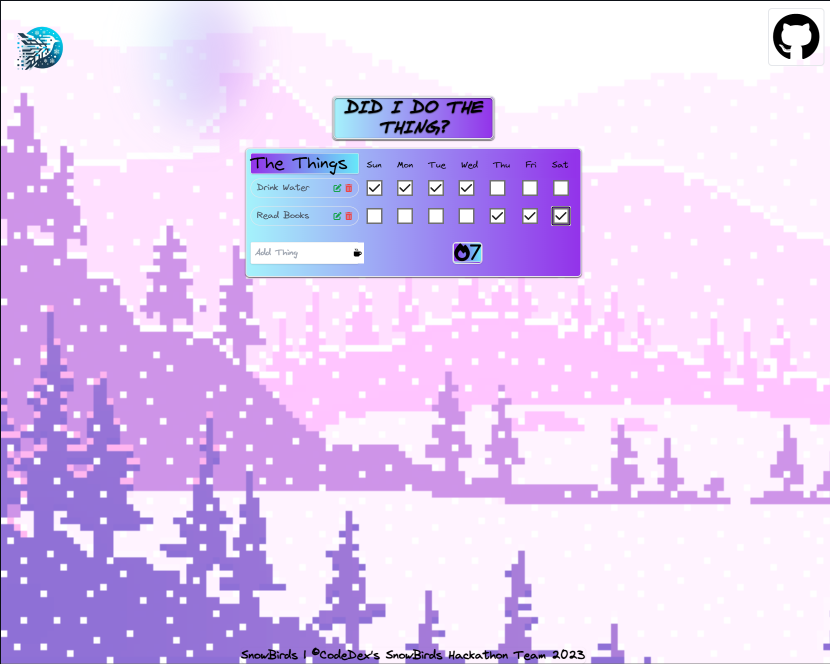 DID I DO THE
THING?
The Things Sun Mon Tue Wed Thu Fri Sat
Drink Water
Read Books
Add Thing
7
SnowBirds | ©CodeDex's SnowBirds Hackathon Team 2023